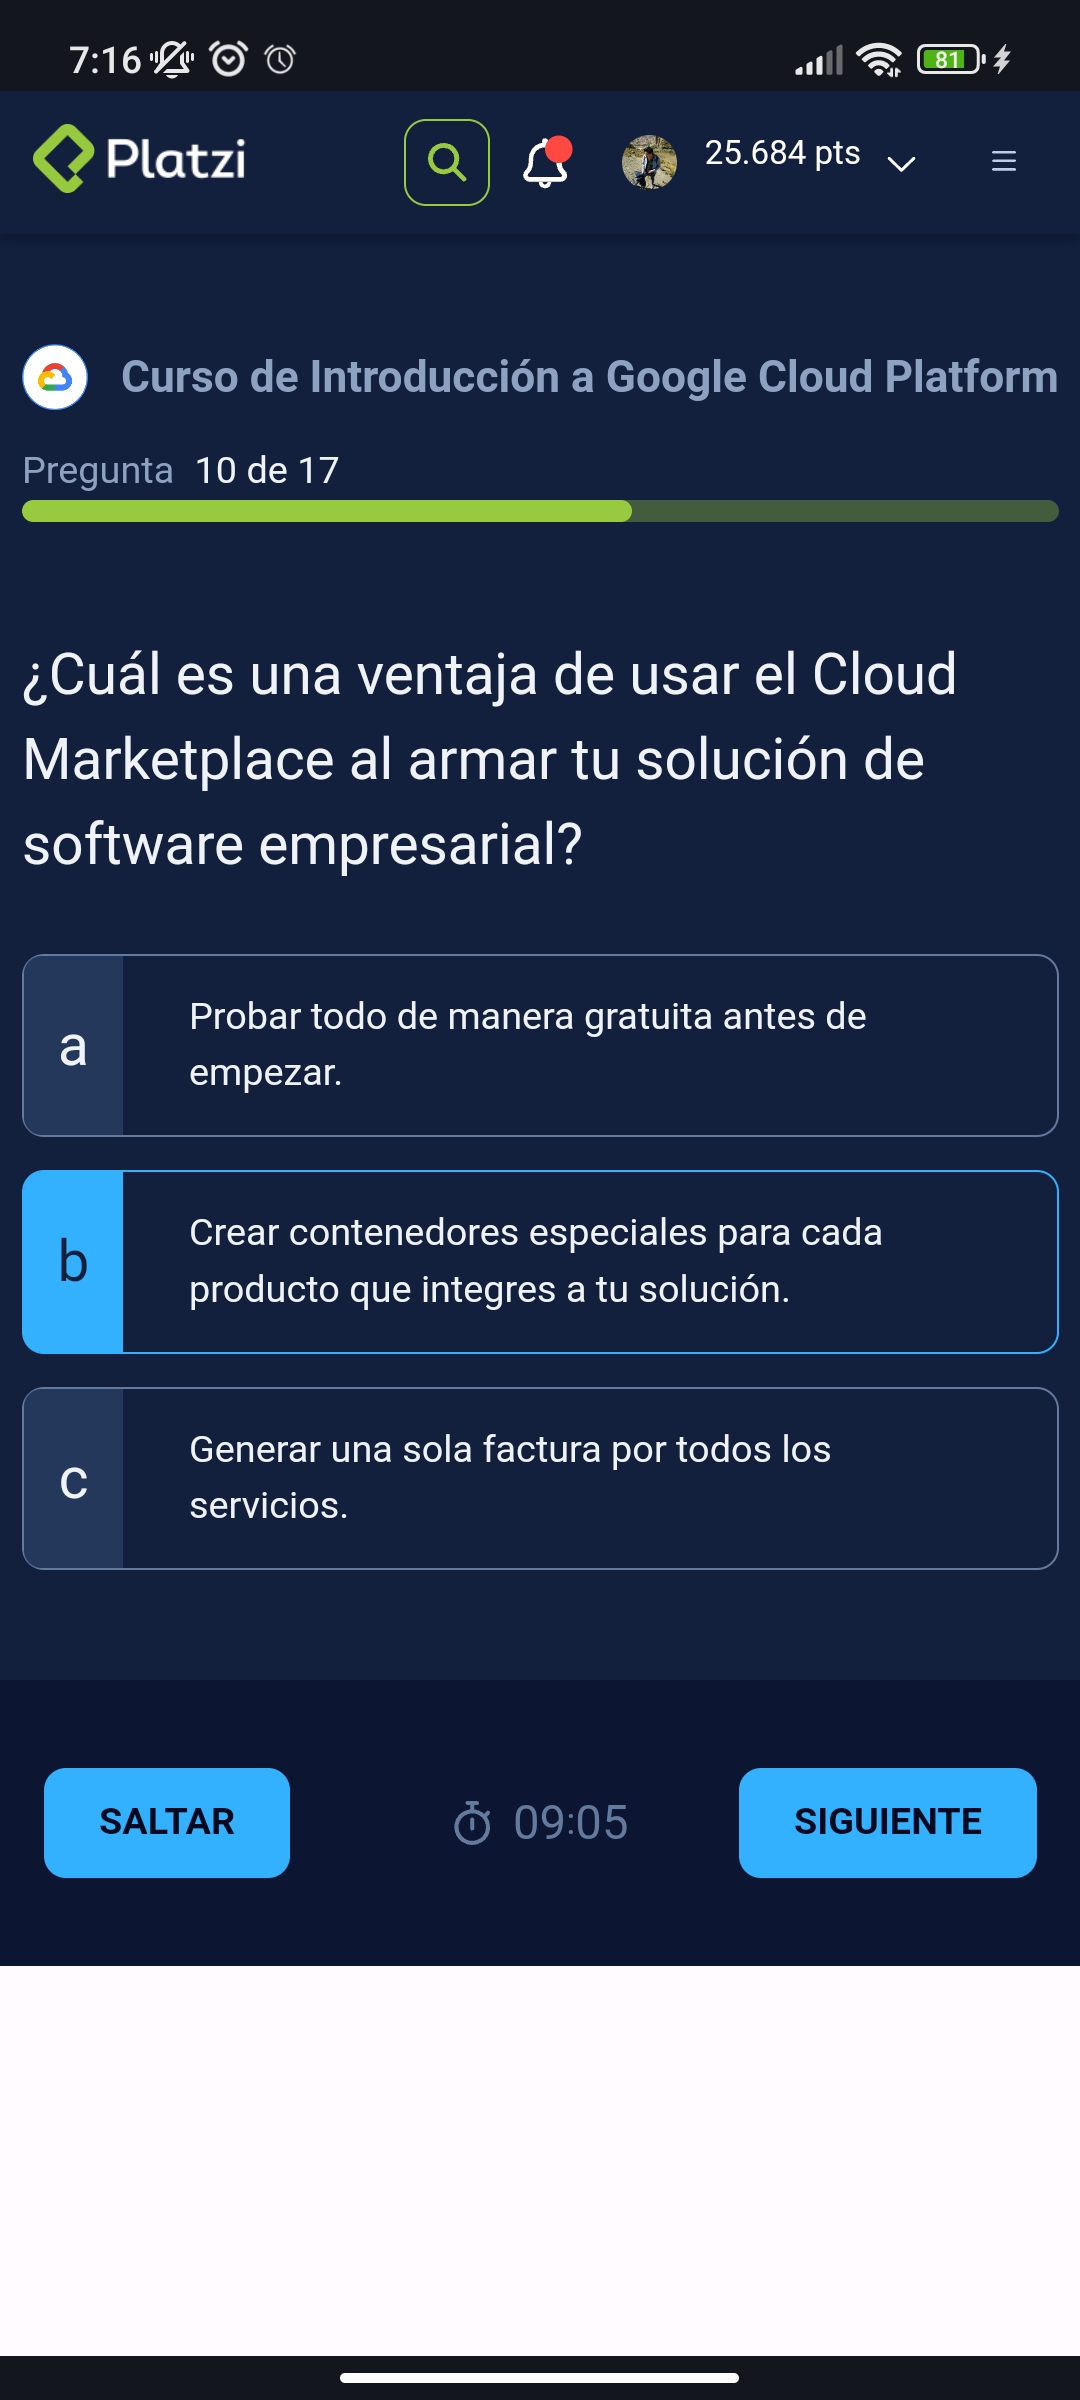 7:16
81
Platzi
25.684 pts
Curso de Introducción a Google Cloud Platform
Pregunta 10 de 17
¿Cuál es una ventaja de usar el Cloud
Marketplace al armar tu solución de
software empresarial?
a
Probar todo de manera gratuita antes de
empezar.
b
Crear contenedores especiales para cada
producto que integres a tu solución.
c
Generar una sola factura por todos los
servicios.
SALTAR
09:05
SIGUIENTE